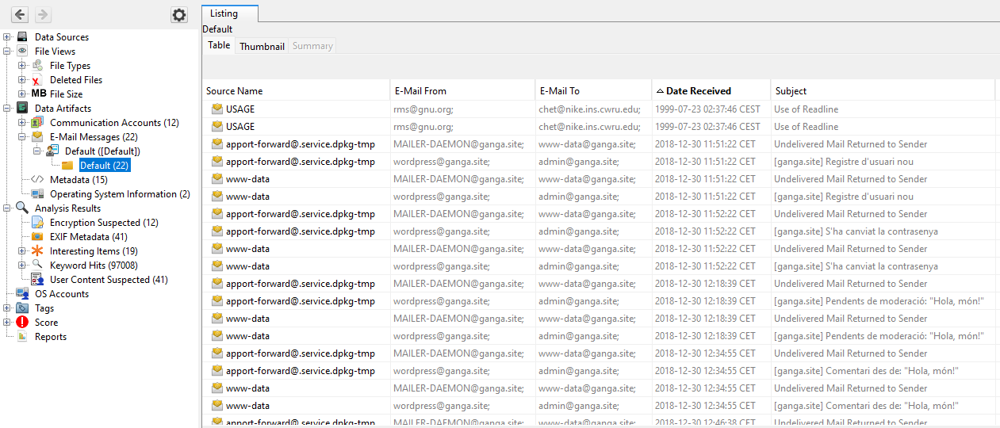 Data Sources
File Views
File Types
Deleted Files
MB File Size
Data Artifacts
Communication Accounts (12)
E-Mail Messages (22)
Default ([Default])
Default (22)
Metadata (15)
Operating System Information (2)
Analysis Results
Encryption Suspected (12)
EXIF Metadata (41)
Interesting Items (19)
Keyword Hits (97008)
User Content Suspected (41)
OS Accounts
Tags
Score
Reports
Listing
Default
Table Thumbnail Summary
Source Name E-Mail From E-Mail To Date Received Subject
USAGE rms@gnu.org; chet@nike.ins.cwru.edu; 1999-07-23 02:37:46 CEST Use of Readline
USAGE rms@gnu.org; chet@nike.ins.cwru.edu; 1999-07-23 02:37:46 CEST Use of Readline
apport-forward@.service.dpkg-tmp MAILER-DAEMON@ganga.site; www-data@ganga.site; 2018-12-30 11:51:22 CET Undelivered Mail Returned to Sender
apport-forward@.service.dpkg-tmp wordpress@ganga.site; admin@ganga.site; 2018-12-30 11:51:22 CET [ganga.site] Registre d'usuari nou
www-data MAILER-DAEMON@ganga.site; www-data@ganga.site; 2018-12-30 11:51:22 CET Undelivered Mail Returned to Sender
www-data wordpress@ganga.site; admin@ganga.site; 2018-12-30 11:51:22 CET [ganga.site] Registre d'usuari nou
apport-forward@.service.dpkg-tmp MAILER-DAEMON@ganga.site; www-data@ganga.site; 2018-12-30 11:52:22 CET Undelivered Mail Returned to Sender
apport-forward@.service.dpkg-tmp wordpress@ganga.site; admin@ganga.site; 2018-12-30 11:52:22 CET [ganga.site] S'ha canviat la contrasenya
www-data MAILER-DAEMON@ganga.site; www-data@ganga.site; 2018-12-30 11:52:22 CET Undelivered Mail Returned to Sender
www-data wordpress@ganga.site; admin@ganga.site; 2018-12-30 11:52:22 CET [ganga.site] S'ha canviat la contrasenya
apport-forward@.service.dpkg-tmp MAILER-DAEMON@ganga.site; www-data@ganga.site; 2018-12-30 12:18:39 CET Undelivered Mail Returned to Sender
apport-forward@.service.dpkg-tmp wordpress@ganga.site; admin@ganga.site; 2018-12-30 12:18:39 CET [ganga.site] Pendents de moderació: "Hola, món!"
www-data MAILER-DAEMON@ganga.site; www-data@ganga.site; 2018-12-30 12:18:39 CET Undelivered Mail Returned to Sender
www-data wordpress@ganga.site; admin@ganga.site; 2018-12-30 12:18:39 CET [ganga.site] Pendents de moderació: "Hola, món!"
apport-forward@.service.dpkg-tmp MAILER-DAEMON@ganga.site; www-data@ganga.site; 2018-12-30 12:34:55 CET Undelivered Mail Returned to Sender
apport-forward@.service.dpkg-tmp wordpress@ganga.site; admin@ganga.site; 2018-12-30 12:34:55 CET [ganga.site] Comentari des de: "Hola, món!"
www-data MAILER-DAEMON@ganga.site; www-data@ganga.site; 2018-12-30 12:34:55 CET Undelivered Mail Returned to Sender
www-data wordpress@ganga.site; admin@ganga.site; 2018-12-30 12:34:55 CET [ganga.site] Comentari des de: "Hola, món!"
apport-forward@.service.dpkg-tmp MAILER-DAEMON@ganga.site; www-data@ganga.site; 2018-12-30 12:46:38 CET Undelivered Mail Returned to Sender